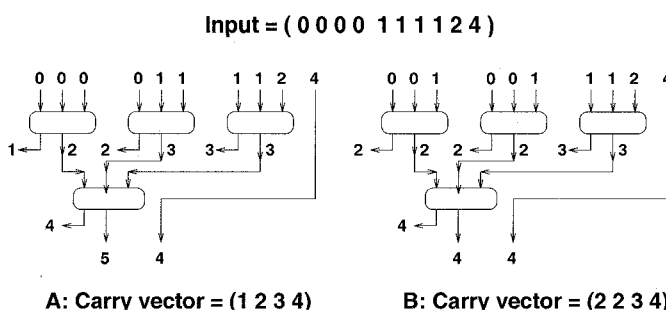 Input = ( 0 0 0 0 1 1 1 1 2 4 )
0 0 0 0 1 1 1 1 2 4
1 2 2 3 3 3
4
5 4
A: Carry vector = (1 2 3 4)
0 0 1 0 0 1 1 1 2 4
2 2 2 2 3 3
4
4 4
B: Carry vector = (2 2 3 4)